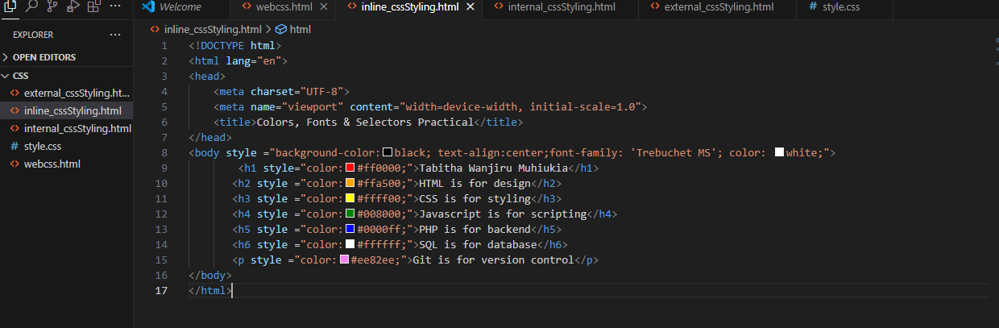 Welcome
webcss.html
inline_cssStyling.html
internal_cssStyling.html
external_cssStyling.html
style.css
EXPLORER
inline_cssStyling.html > html
OPEN EDITORS
CSS
external_cssStyling.ht...
inline_cssStyling.html
internal_cssStyling.html
style.css
webcss.html
1 <!DOCTYPE html>
2 <html lang="en">
3 <head>
4     <meta charset="UTF-8">
5     <meta name="viewport" content="width=device-width, initial-scale=1.0">
6     <title>Colors, Fonts & Selectors Practical</title>
7 </head>
8 <body style ="background-color:black; text-align:center;font-family: 'Trebuchet MS'; color: white;">
9         <h1 style="color:#ff0000;">Tabitha Wanjiru Muhiukia</h1>
10        <h2 style ="color:#ffa500;">HTML is for design</h2>
11        <h3 style ="color:#ffff00;">CSS is for styling</h3>
12        <h4 style ="color:#008000;">Javascript is for scripting</h4>
13        <h5 style ="color:#0000ff;">PHP is for backend</h5>
14        <h6 style ="color:#ffffff;">SQL is for database</h6>
15        <p style ="color:#ee82ee;">Git is for version control</p>
16 </body>
17 </html>